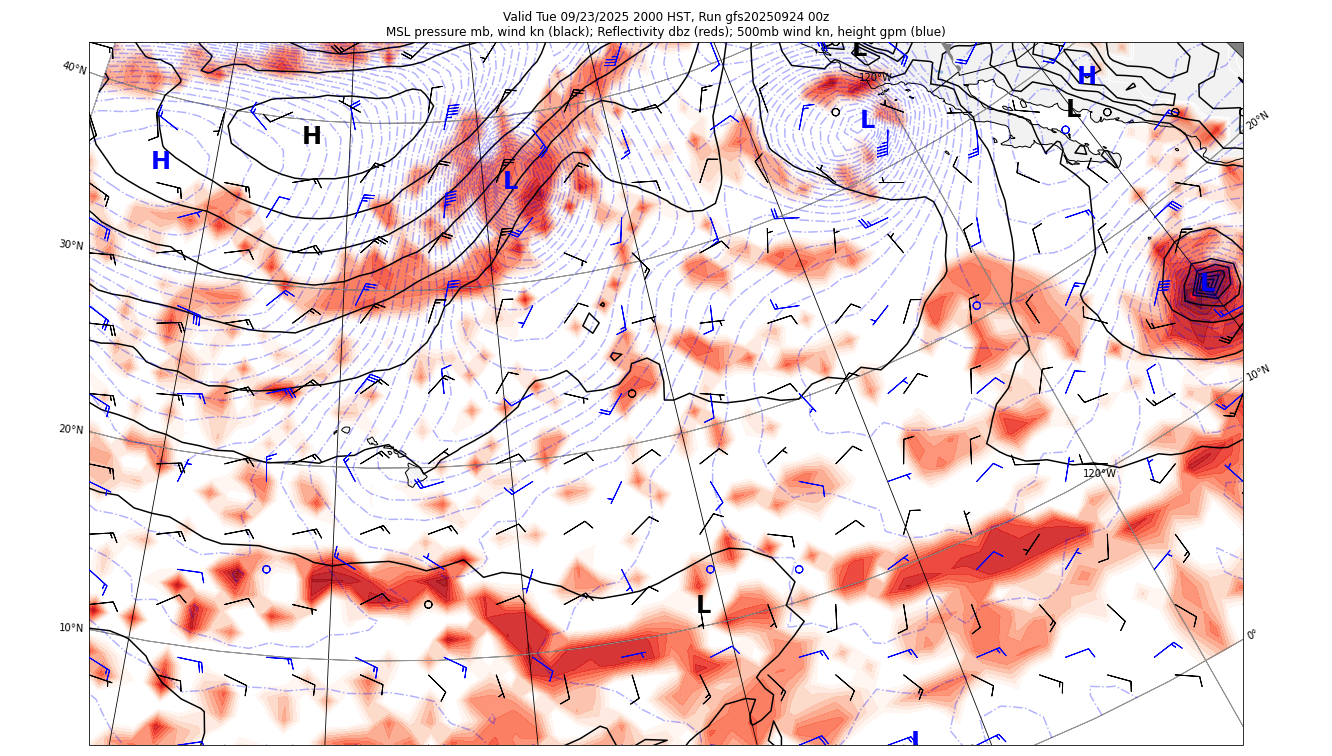 Valid Tue 09/23/2025 2000 HST, Run gfs20250924 00z
MSL pressure mb, wind kn (black); Reflectivity dbz (reds); 500mb wind kn, height gpm (blue)
L
40°N
120°W
H
L
L
20°N
H
H
L
30°N
L
10°N
20°N
120°W
L
10°N
0°
L